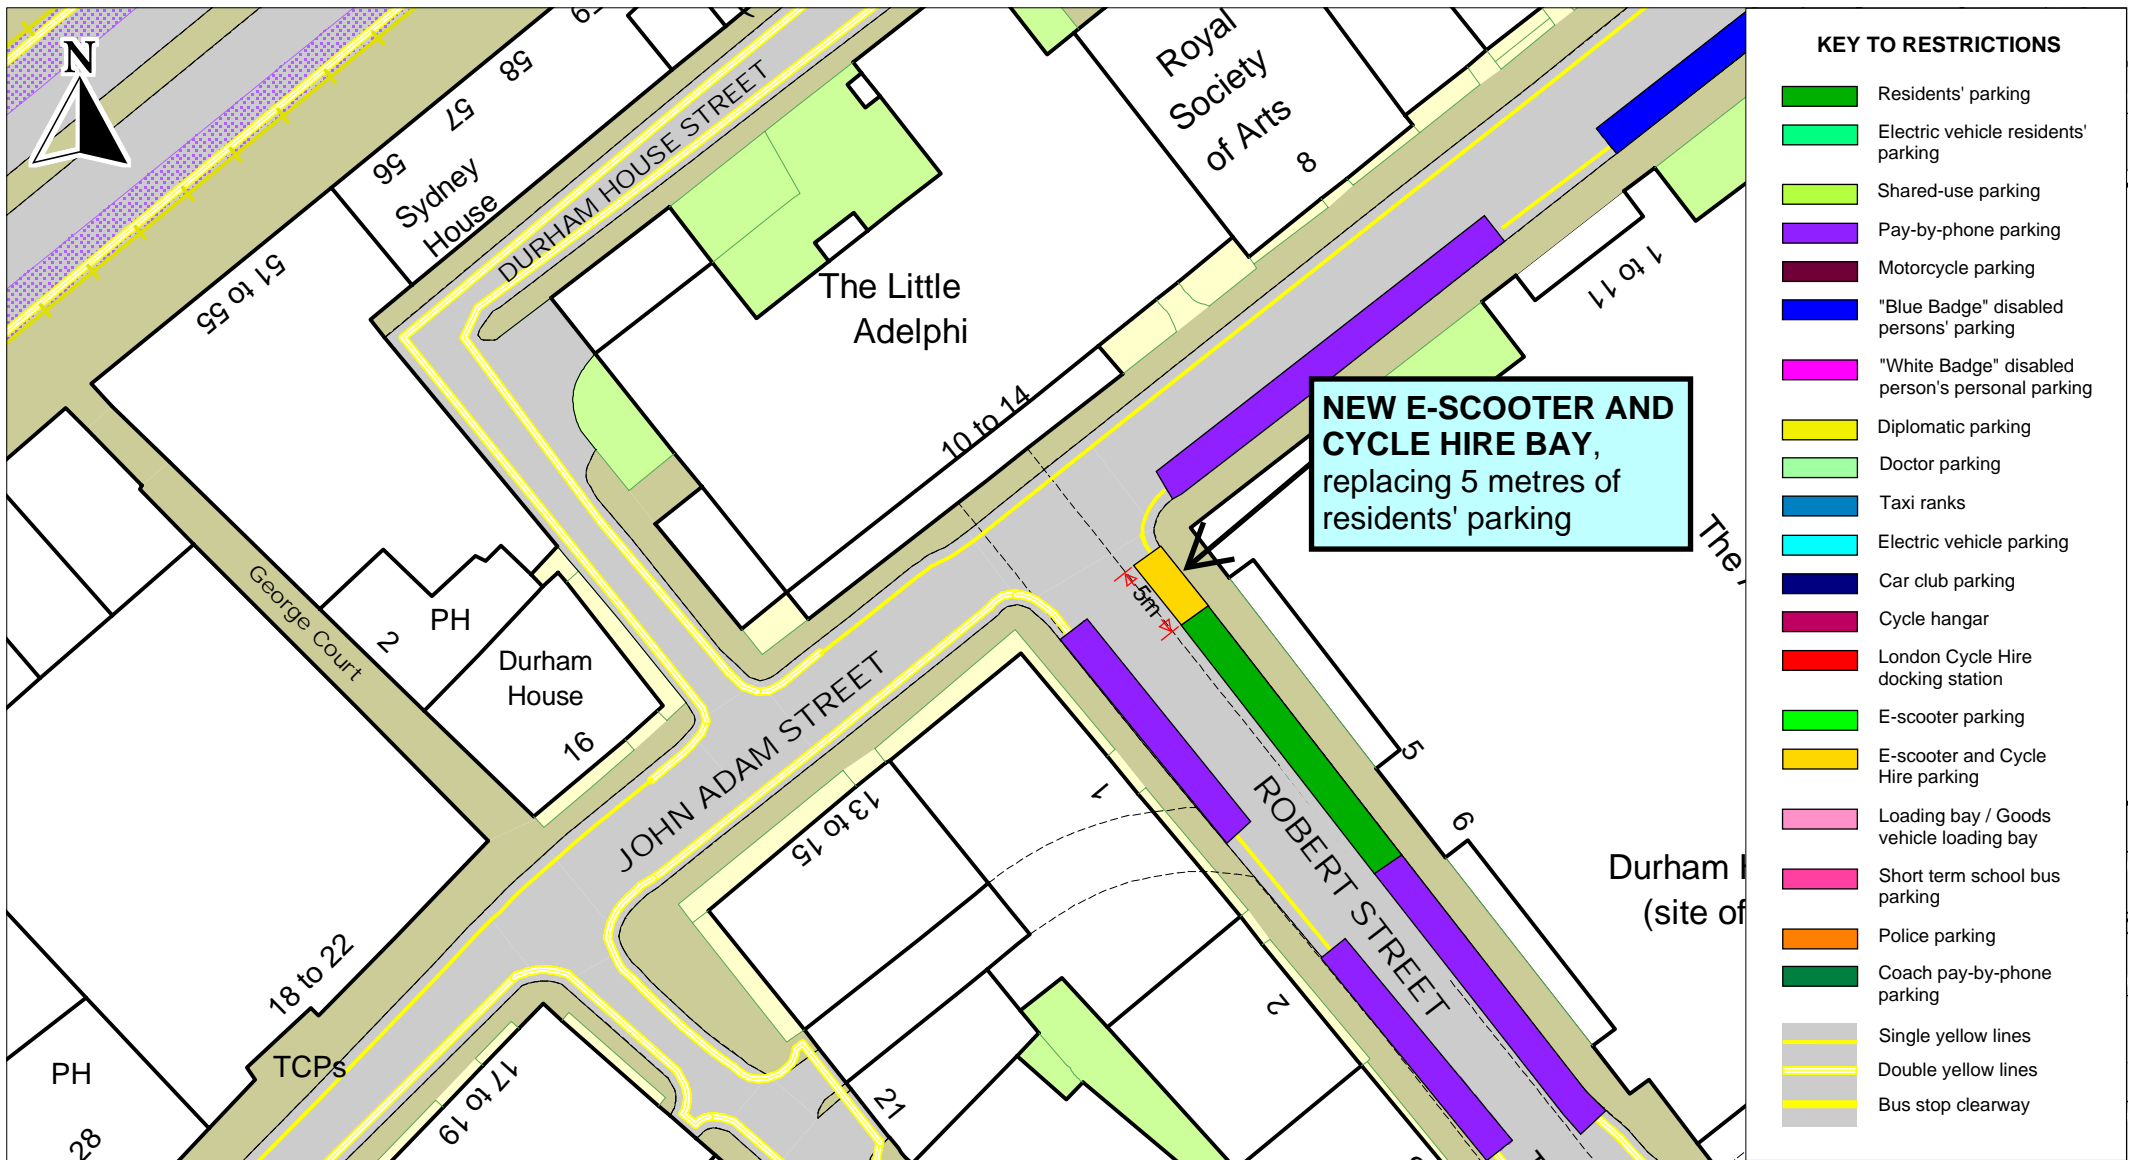 N
59
58
57
56
Sydney
House
DURHAM HOUSE STREET
51 to 55
The Little
Adelphi
Royal
Society
of Arts
8
10 to 14
1 to 11
NEW E-SCOOTER AND
CYCLE HIRE BAY,
replacing 5 metres of
residents' parking
5m
The
George Court
2
PH
Durham
House
16
JOHN ADAM STREET
13 to 15
1
ROBERT STREET
5
6
Durham
(site of
2
18 to 22
TCPs
PH
28
17 to 19
21
KEY TO RESTRICTIONS
Residents' parking
Electric vehicle residents'
parking
Shared-use parking
Pay-by-phone parking
Motorcycle parking
"Blue Badge" disabled
persons' parking
"White Badge" disabled
person's personal parking
Diplomatic parking
Doctor parking
Taxi ranks
Electric vehicle parking
Car club parking
Cycle hangar
London Cycle Hire
docking station
E-scooter parking
E-scooter and Cycle
Hire parking
Loading bay / Goods
vehicle loading bay
Short term school bus
parking
Police parking
Coach pay-by-phone
parking
Single yellow lines
Double yellow lines
Bus stop clearway